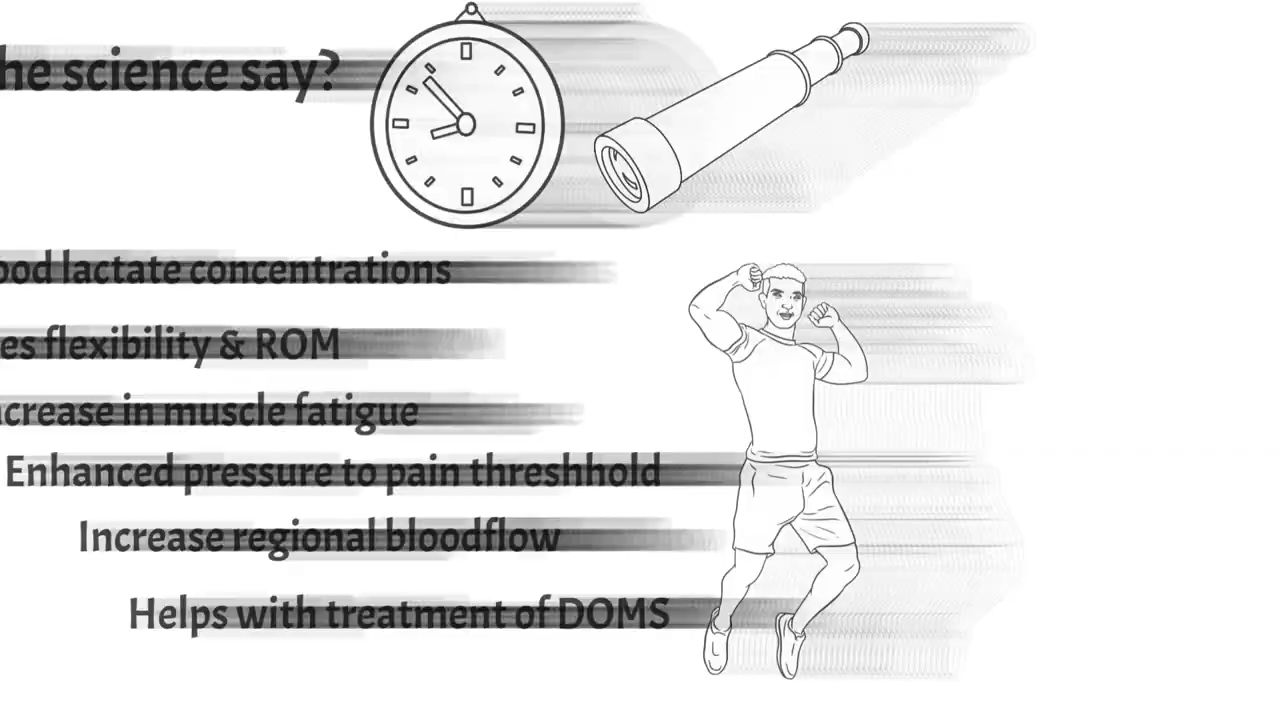 he science say?
ood lactate concentrations
es flexibility & ROM
crease in muscle fatigue
Enhanced pressure to pain threshhold
Increase regional bloodflow
Helps with treatment of DOMS